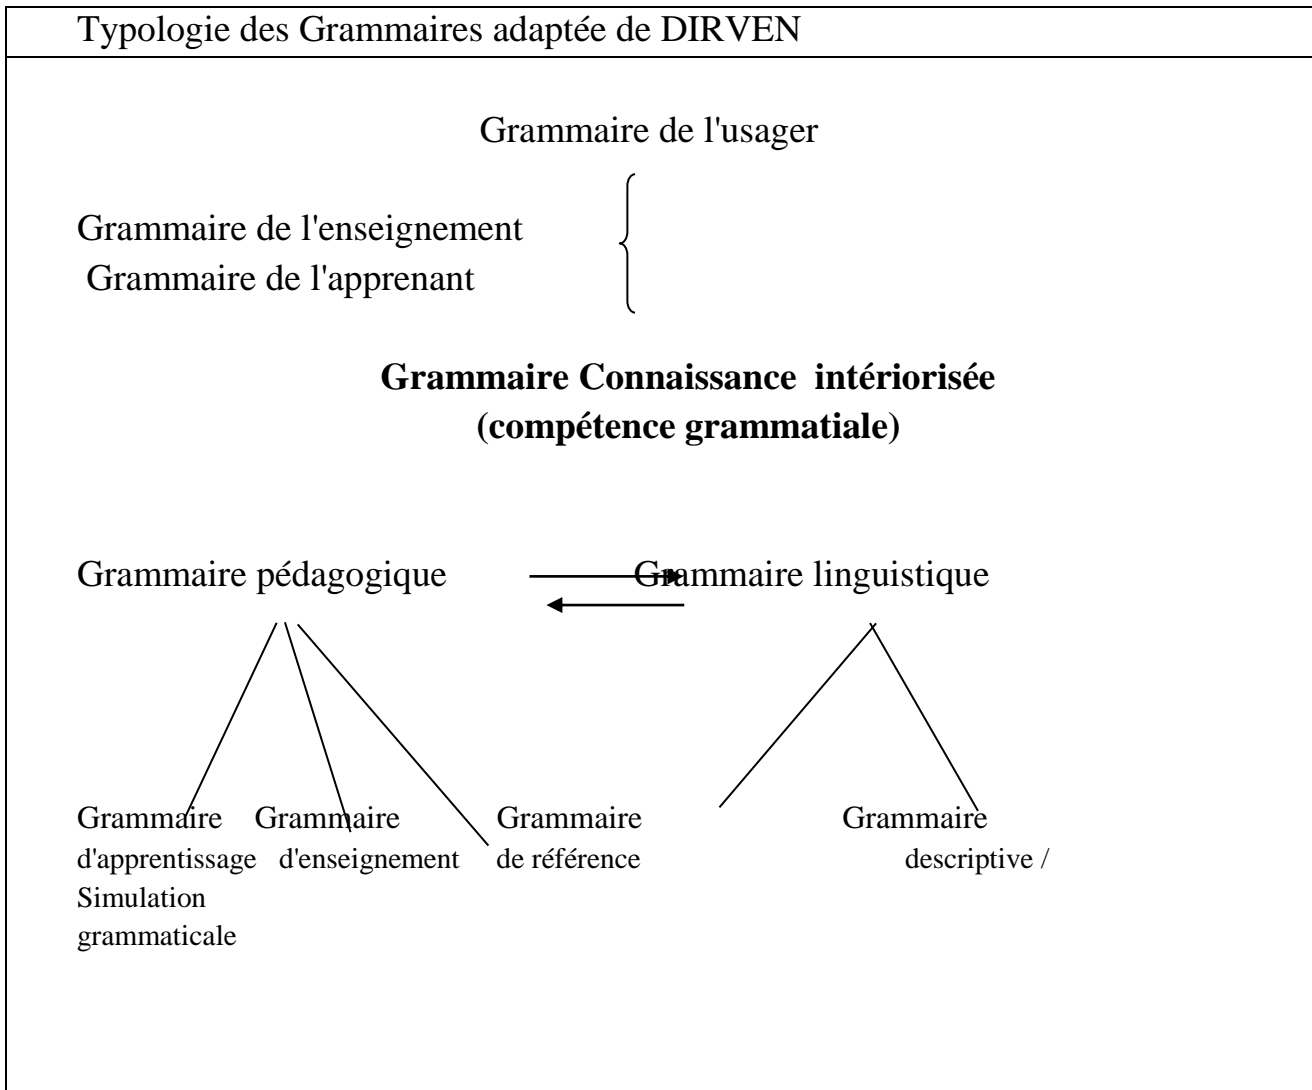 Typologie des Grammaires adaptée de DIRVEN
Grammaire de l'usager
Grammaire de l'enseignement
Grammaire de l'apprenant
Grammaire Connaissance intériorisée
(compétence grammatiale)
Grammaire pédagogique Grammaire linguistique
Grammaire Grammaire Grammaire Grammaire
d'apprentissage d'enseignement de référence descriptive /
Simulation
grammaticale